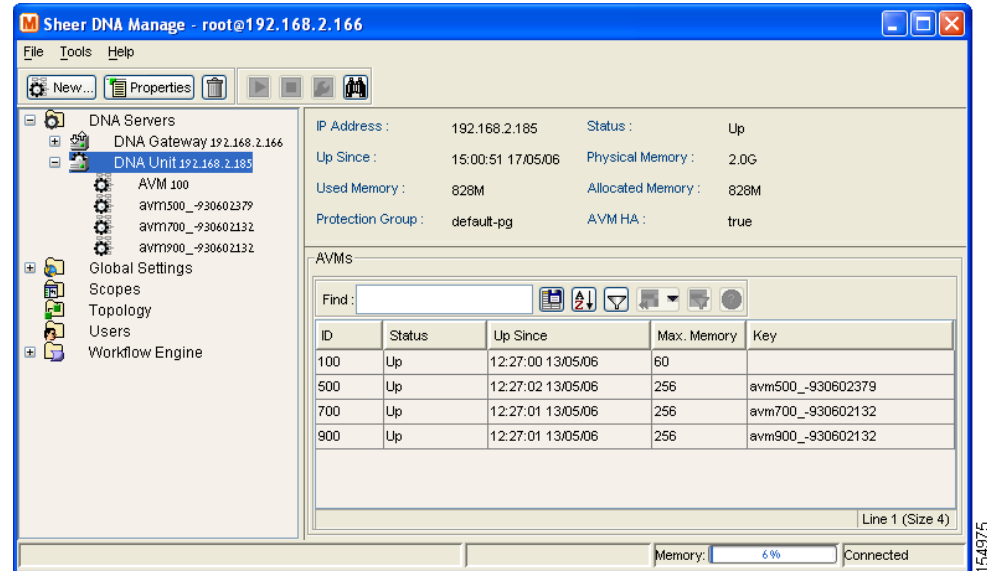 M Sheer DNA Manage - root@192.168.2.166
File Tools Help
New... Properties
DNA Servers
DNA Gateway 192.168.2.166
DNA Unit 192.168.2.185
AVM 100
avm500_-930602379
avm700_-930602132
avm900_-930602132
Global Settings
Scopes
Topology
Users
Workflow Engine
IP Address : 192.168.2.185 Status : Up
Up Since : 15:00:51 17/05/06 Physical Memory : 2.0G
Used Memory : 828M Allocated Memory : 828M
Protection Group : default-pg AVM HA : true
AVMs
Find :
ID Status Up Since Max. Memory Key
100 Up 12:27:00 13/05/06 60
500 Up 12:27:02 13/05/06 256 avm500_-930602379
700 Up 12:27:01 13/05/06 256 avm700_-930602132
900 Up 12:27:01 13/05/06 256 avm900_-930602132
Line 1 (Size 4)
Memory: 6% Connected
154975